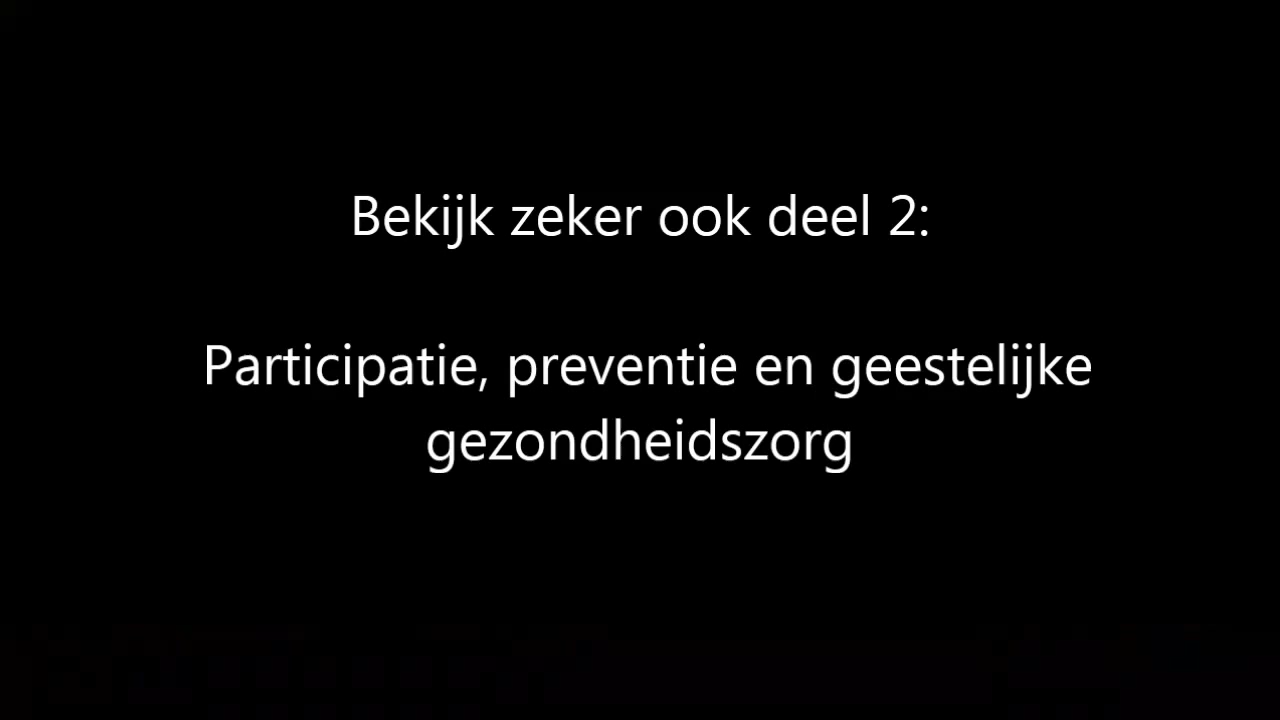 Bekijk zeker ook deel 2:
Participatie, preventie en geestelijke
gezondheidszorg